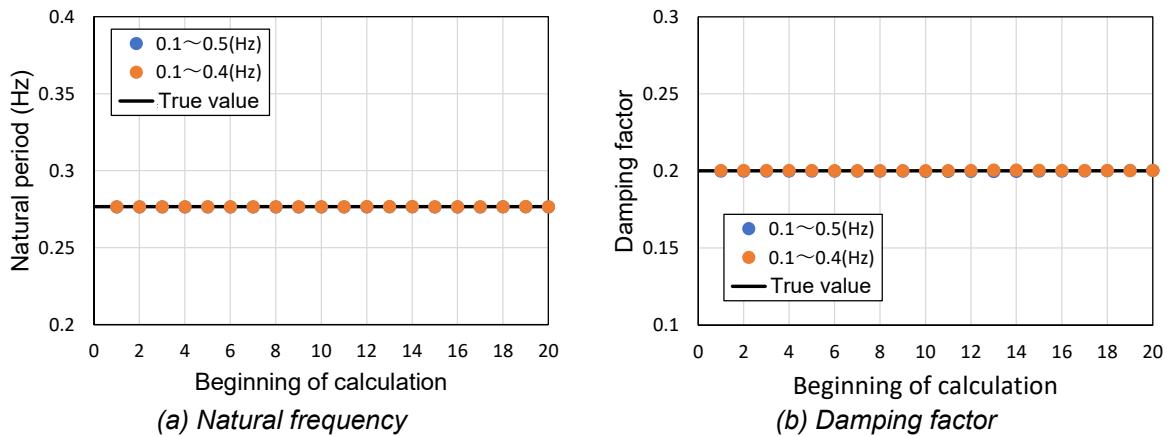 0.4
0.35
0.3
0.25
0.2
Natural period (Hz)
0.1～0.5(Hz)
0.1～0.4(Hz)
True value
0 2 4 6 8 10 12 14 16 18 20
Beginning of calculation
(a) Natural frequency
0.3
0.25
0.2
0.15
0.1
Damping factor
0.1～0.5(Hz)
0.1～0.4(Hz)
True value
0 2 4 6 8 10 12 14 16 18 20
Beginning of calculation
(b) Damping factor